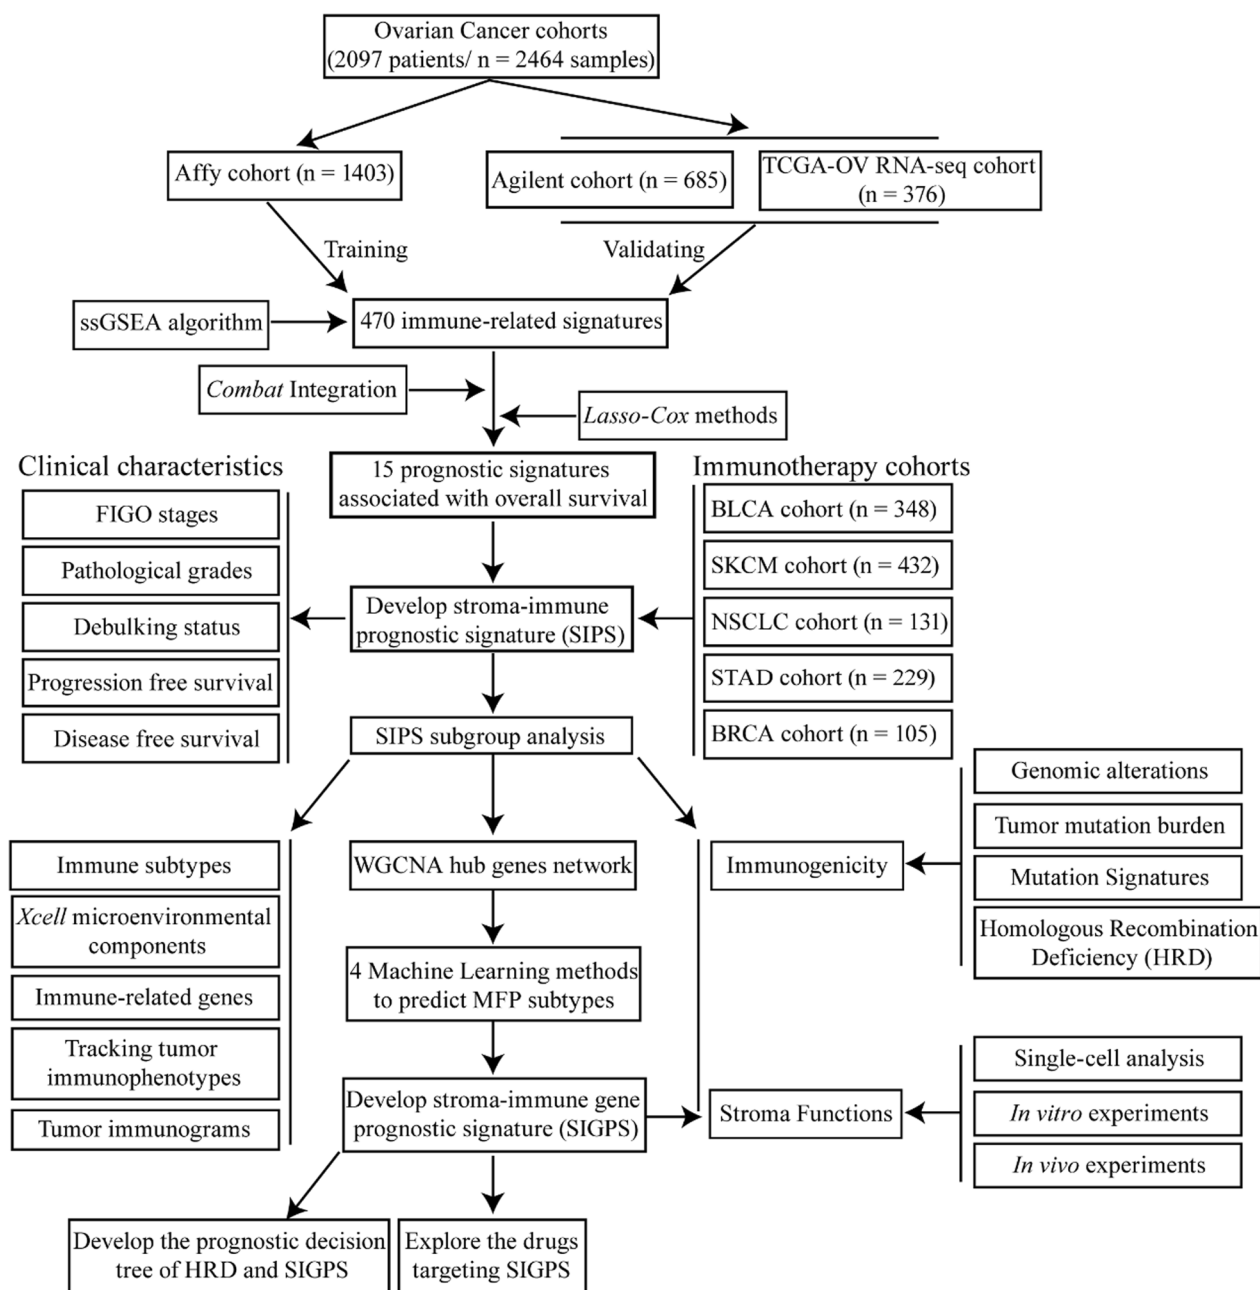 Ovarian Cancer cohorts
(2097 patients/ n = 2464 samples)
Affy cohort (n = 1403)
Agilent cohort (n = 685)
TCGA-OV RNA-seq cohort
(n = 376)
Training
Validating
ssGSEA algorithm
470 immune-related signatures
Combat Integration
Lasso-Cox methods
Clinical characteristics
FIGO stages
Pathological grades
Debulking status
Progression free survival
Disease free survival
15 prognostic signatures
associated with overall survival
Immunotherapy cohorts
BLCA cohort (n = 348)
SKCM cohort (n = 432)
NSCLC cohort (n = 131)
STAD cohort (n = 229)
BRCA cohort (n = 105)
Develop stroma-immune
prognostic signature (SIPS)
SIPS subgroup analysis
Immune subtypes
Xcell microenvironmental
components
Immune-related genes
Tracking tumor
immunophenotypes
Tumor immunograms
WGCNA hub genes network
4 Machine Learning methods
to predict MFP subtypes
Develop stroma-immune gene
prognostic signature (SIGPS)
Immunogenicity
Genomic alterations
Tumor mutation burden
Mutation Signatures
Homologous Recombination
Deficiency (HRD)
Stroma Functions
Single-cell analysis
In vitro experiments
In vivo experiments
Develop the prognostic decision
tree of HRD and SIGPS
Explore the drugs
targeting SIGPS